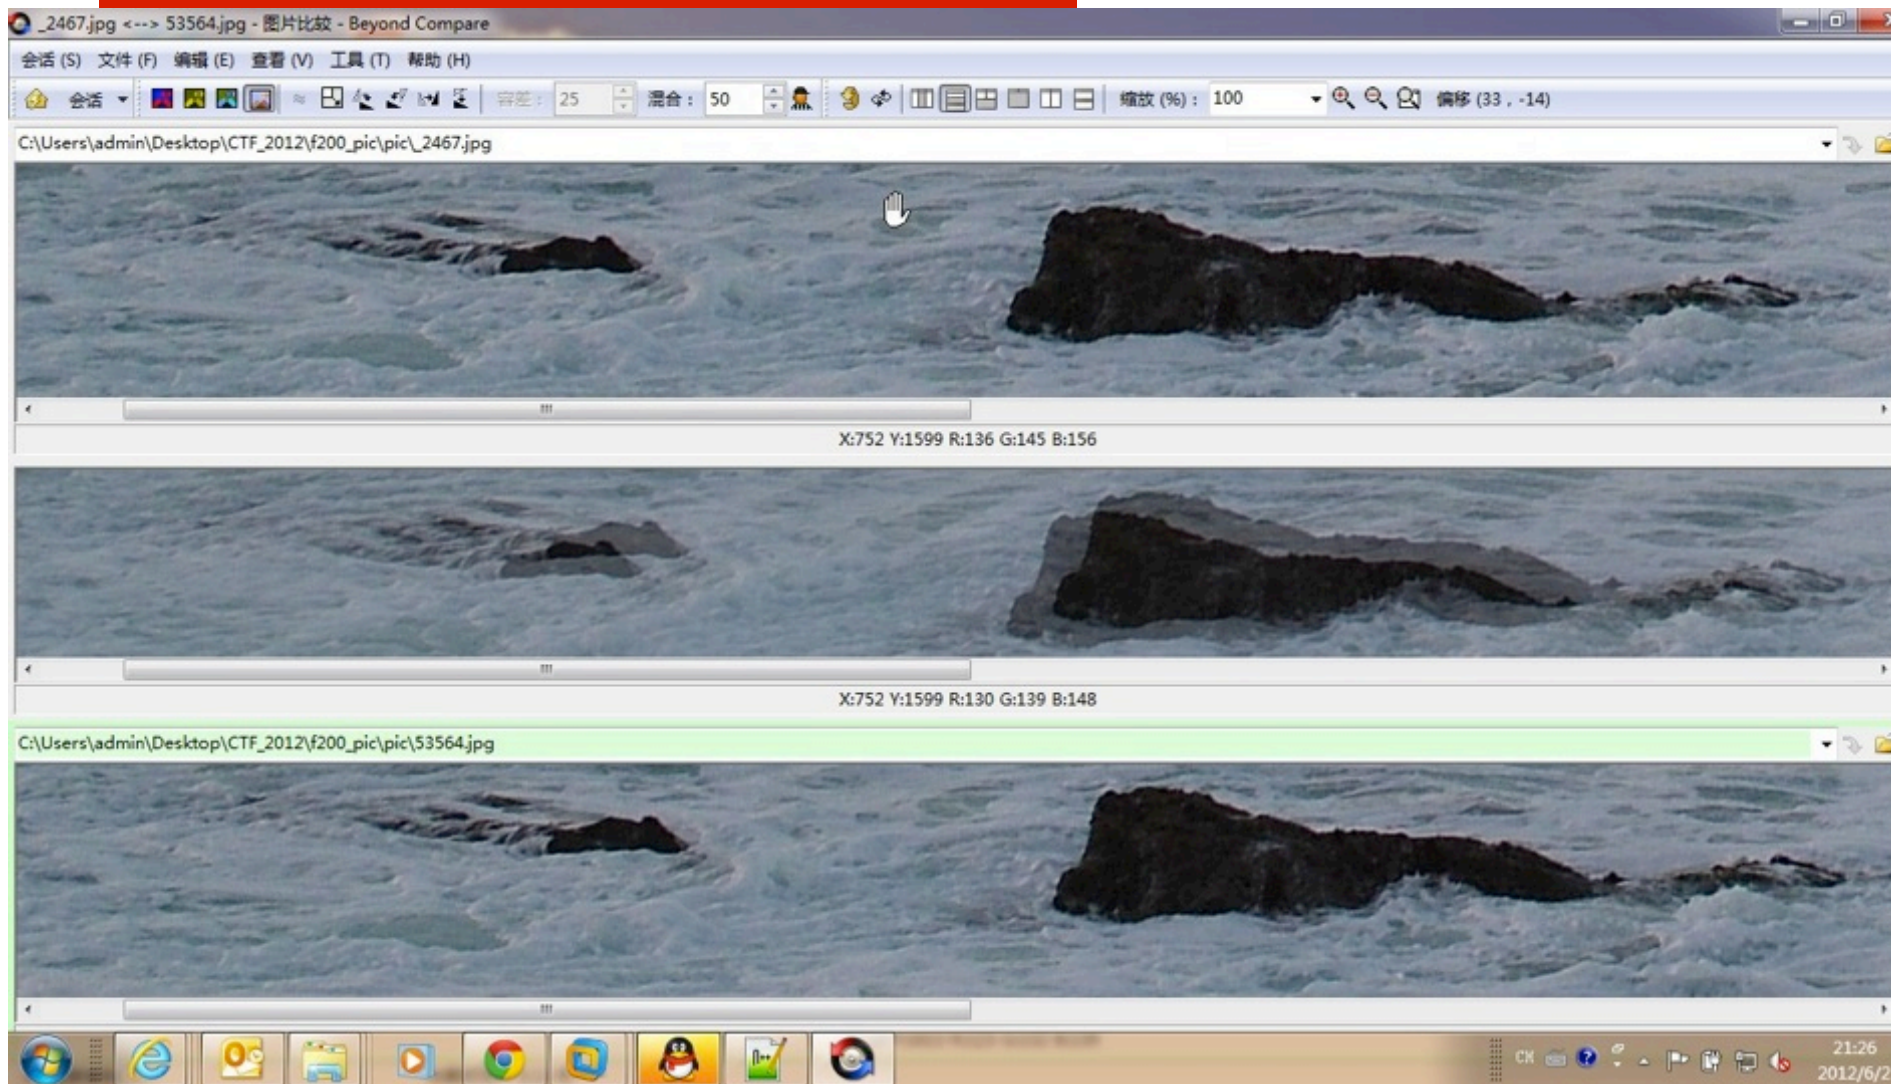 _2467.jpg <--> 53564.jpg - 图片比较 - Beyond Compare
会话 (S) 文件 (F) 编辑 (E) 查看 (V) 工具 (T) 帮助 (H)
会话 容差: 25 混合: 50 缩放 (%): 100 偏移 (33 , -14)
C:\Users\admin\Desktop\CTF_2012\f200_pic\pic\_2467.jpg
X:752 Y:1599 R:136 G:145 B:156
X:752 Y:1599 R:130 G:139 B:148
C:\Users\admin\Desktop\CTF_2012\f200_pic\pic\53564.jpg
CH
21:26
2012/6/2